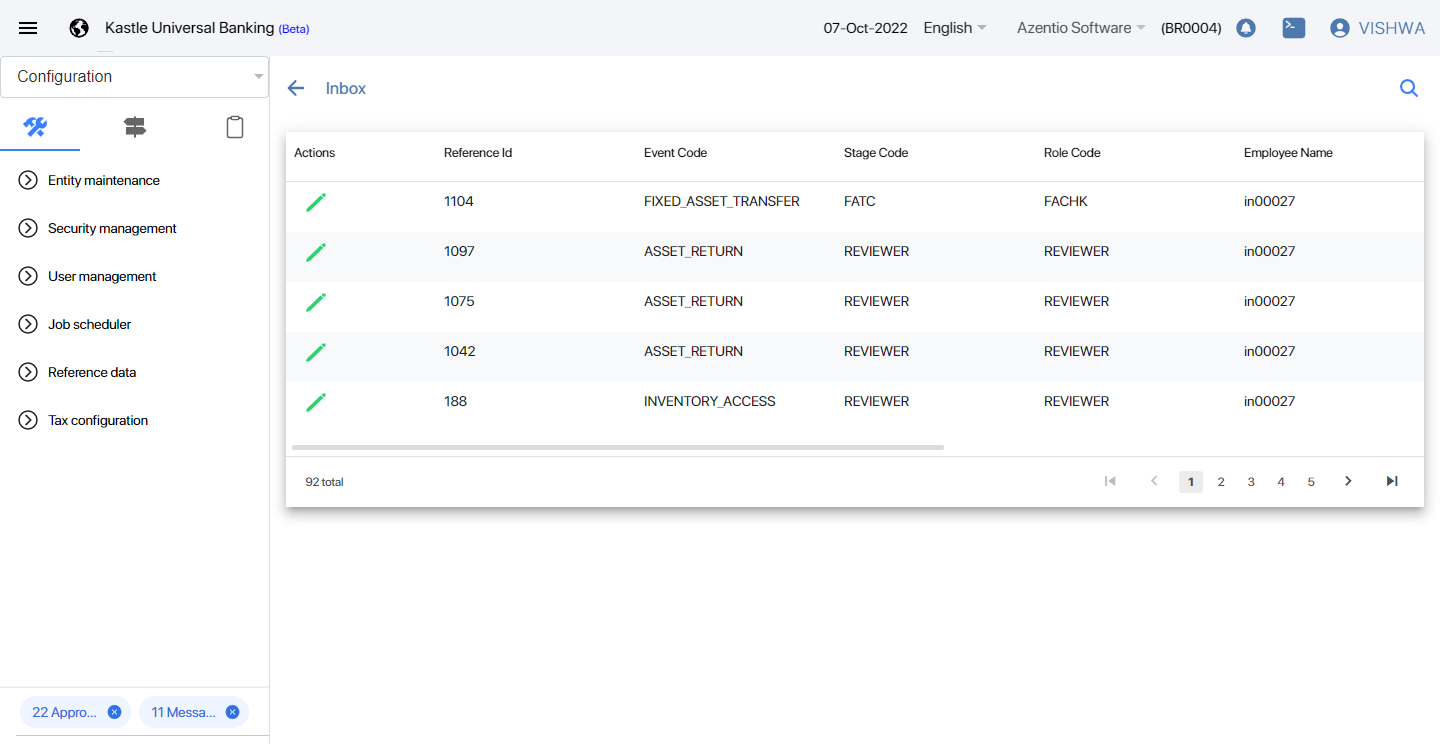 Kastle Universal Banking (Beta) 07-Oct-2022 English Azentio Software (BR0004) VISHWA
Configuration
Entity maintenance
Security management
User management
Job scheduler
Reference data
Tax configuration
22 Appro... 11 Messa...
Inbox
Actions Reference Id Event Code Stage Code Role Code Employee Name
1104 FIXED_ASSET_TRANSFER FATC FACHK in00027
1097 ASSET_RETURN REVIEWER REVIEWER in00027
1075 ASSET_RETURN REVIEWER REVIEWER in00027
1042 ASSET_RETURN REVIEWER REVIEWER in00027
188 INVENTORY_ACCESS REVIEWER REVIEWER in00027
92 total 1 2 3 4 5